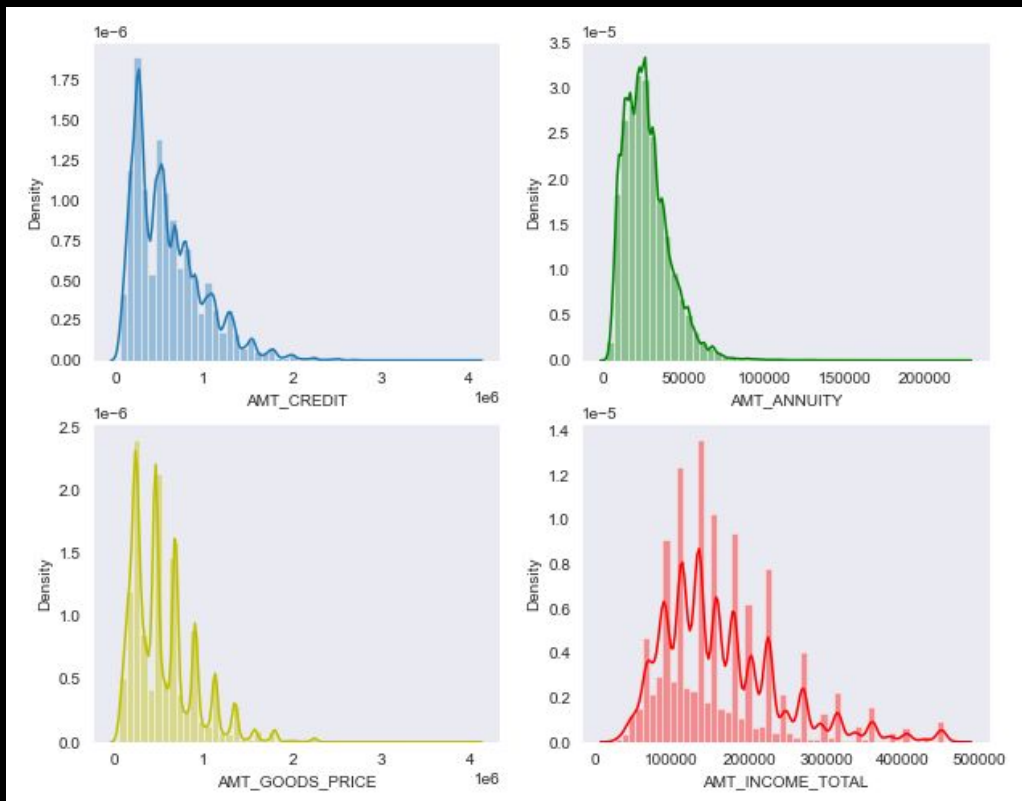 1e−6
1.75
1.50
1.25
1.00
0.75
0.50
0.25
0.00
Density
0 1 2 3 4
1e6
AMT_CREDIT
1e−5
3.5
3.0
2.5
2.0
1.5
1.0
0.5
0.0
Density
0 50000 100000 150000 200000
AMT_ANNUITY
1e−6
2.5
2.0
1.5
1.0
0.5
0.0
Density
0 1 2 3 4
1e6
AMT_GOODS_PRICE
1e−5
1.4
1.2
1.0
0.8
0.6
0.4
0.2
0.0
Density
0 100000 200000 300000 400000 500000
AMT_INCOME_TOTAL